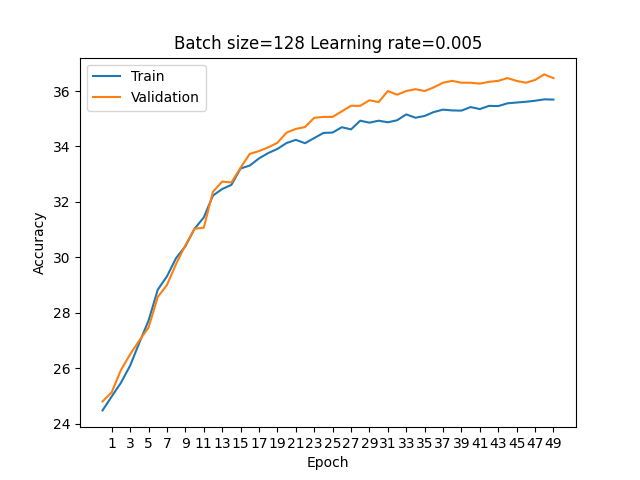 Batch size=128 Learning rate=0.005
Train
Validation
Accuracy
36
34
32
30
28
26
24
1 3 5 7 9 11 13 15 17 19 21 23 25 27 29 31 33 35 37 39 41 43 45 47 49
Epoch